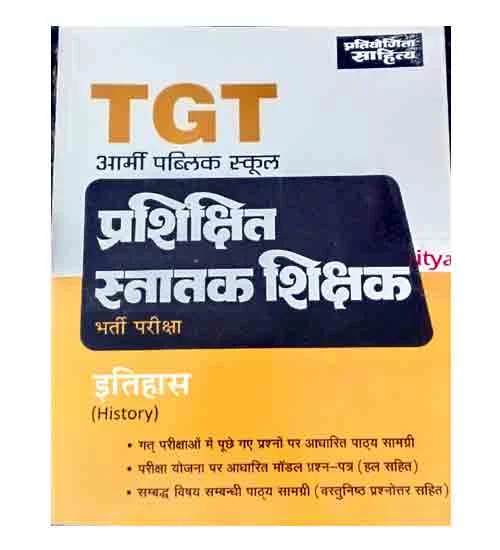 प्रतियोगिता
साहित्य
TGT
आर्मी पब्लिक स्कूल
प्रशिक्षित
स्नातक शिक्षक
itya
भर्ती परीक्षा
इतिहास
(History)
• गत् परीक्षाओं में पूछे गए प्रश्नों पर आधारित पाठ्य सामग्री
• परीक्षा योजना पर आधारित मॉडल प्रश्न-पत्र (हल सहित)
• सम्बद्ध विषय सम्बन्धी पाठ्य सामग्री (वस्तुनिष्ठ प्रश्नोत्तर सहित)